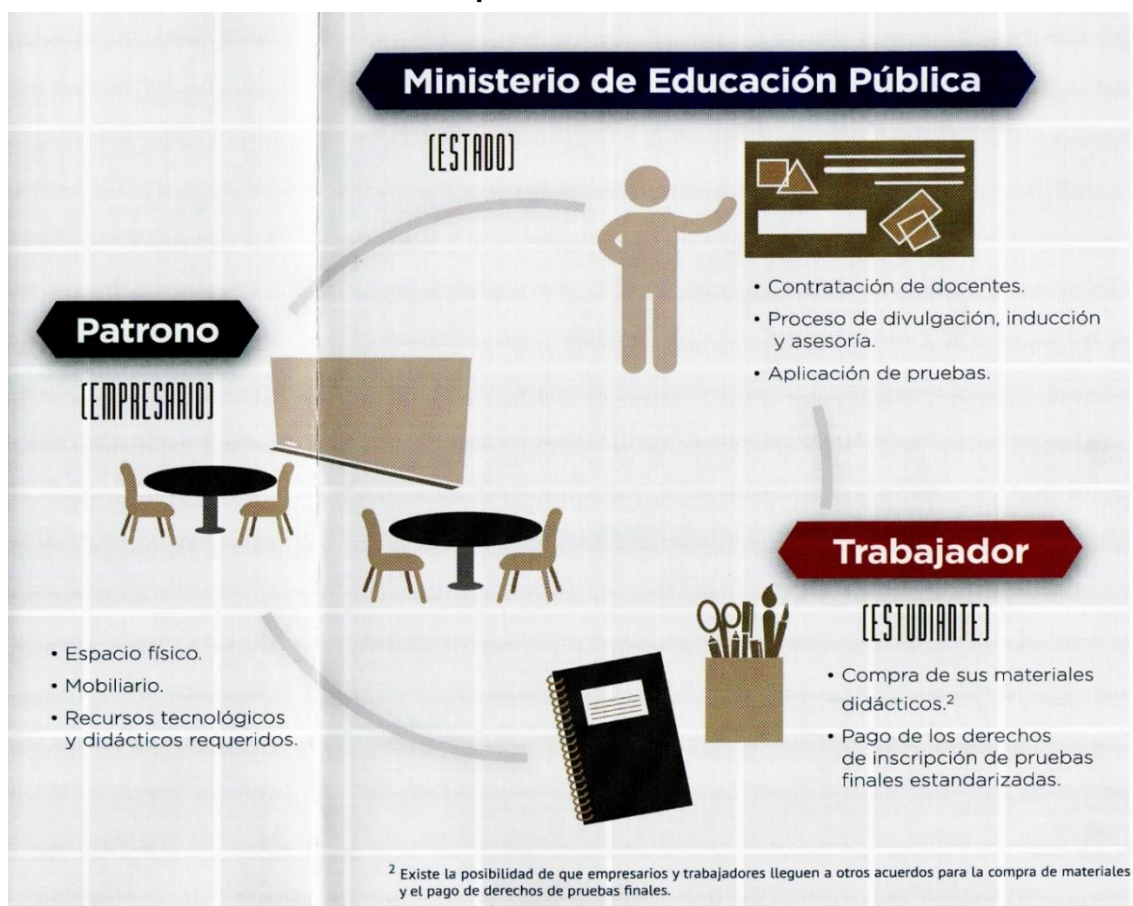 Ministerio de Educación Pública
(ESTADO)
• Contratación de docentes.
• Proceso de divulgación, inducción
y asesoría.
• Aplicación de pruebas.
Patrono
(EMPRESARIO)
• Espacio físico.
• Mobiliario.
• Recursos tecnológicos
y didácticos requeridos.
Trabajador
(ESTUDIANTE)
• Compra de sus materiales
didácticos.²
• Pago de los derechos
de inscripción de pruebas
finales estandarizadas.
² Existe la posibilidad de que empresarios y trabajadores lleguen a otros acuerdos para la compra de materiales
y el pago de derechos de pruebas finales.